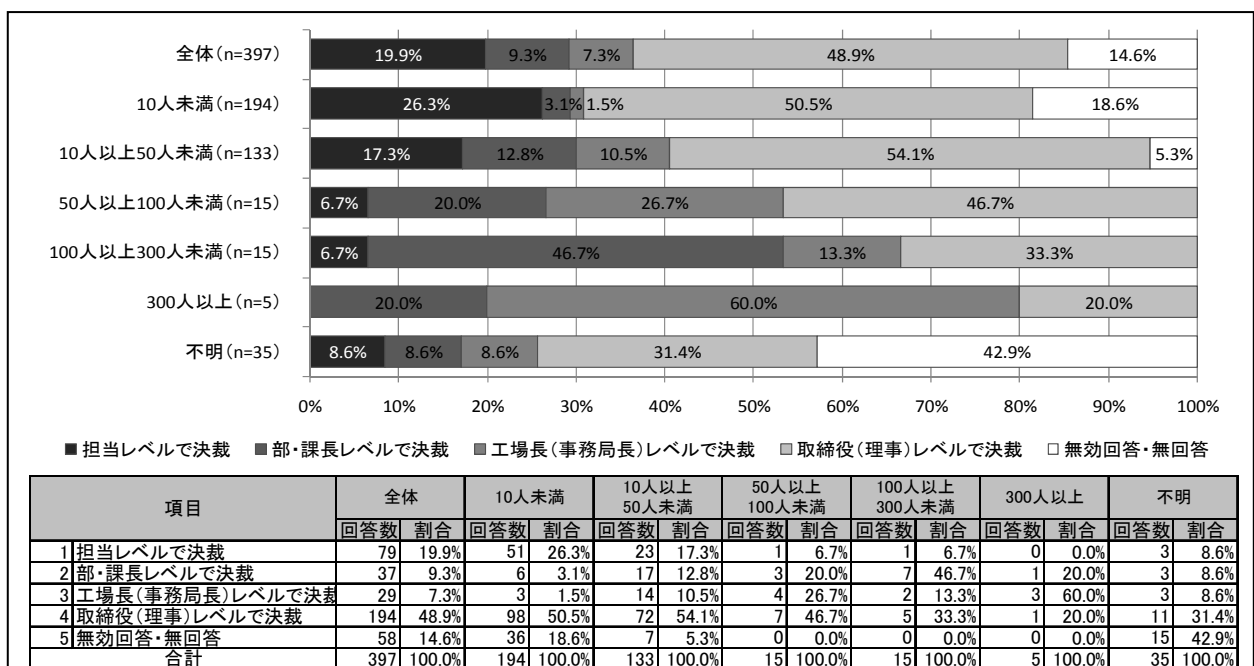 全体(n=397) 19.9% 9.3% 7.3% 48.9% 14.6%
10人未満(n=194) 26.3% 3.1% 1.5% 50.5% 18.6%
10人以上50人未満(n=133) 17.3% 12.8% 10.5% 54.1% 5.3%
50人以上100人未満(n=15) 6.7% 20.0% 26.7% 46.7%
100人以上300人未満(n=15) 6.7% 46.7% 13.3% 33.3%
300人以上(n=5) 20.0% 60.0% 20.0%
不明(n=35) 8.6% 8.6% 8.6% 31.4% 42.9%
0% 10% 20% 30% 40% 50% 60% 70% 80% 90% 100%
担当レベルで決裁 部・課長レベルで決裁 工場長(事務局長)レベルで決裁 取締役(理事)レベルで決裁 無効回答・無回答
項目 全体 10人未満 10人以上50人未満 50人以上100人未満 100人以上300人未満 300人以上 不明
回答数 割合 回答数 割合 回答数 割合 回答数 割合 回答数 割合 回答数 割合 回答数 割合
1 担当レベルで決裁 79 19.9% 51 26.3% 23 17.3% 1 6.7% 1 6.7% 0 0.0% 3 8.6%
2 部・課長レベルで決裁 37 9.3% 6 3.1% 17 12.8% 3 20.0% 7 46.7% 1 20.0% 3 8.6%
3 工場長(事務局長)レベルで決裁 29 7.3% 3 1.5% 14 10.5% 4 26.7% 2 13.3% 3 60.0% 3 8.6%
4 取締役(理事)レベルで決裁 194 48.9% 98 50.5% 72 54.1% 7 46.7% 5 33.3% 1 20.0% 11 31.4%
5 無効回答・無回答 58 14.6% 36 18.6% 7 5.3% 0 0.0% 0 0.0% 0 0.0% 15 42.9%
合計 397 100.0% 194 100.0% 133 100.0% 15 100.0% 15 100.0% 5 100.0% 35 100.0%